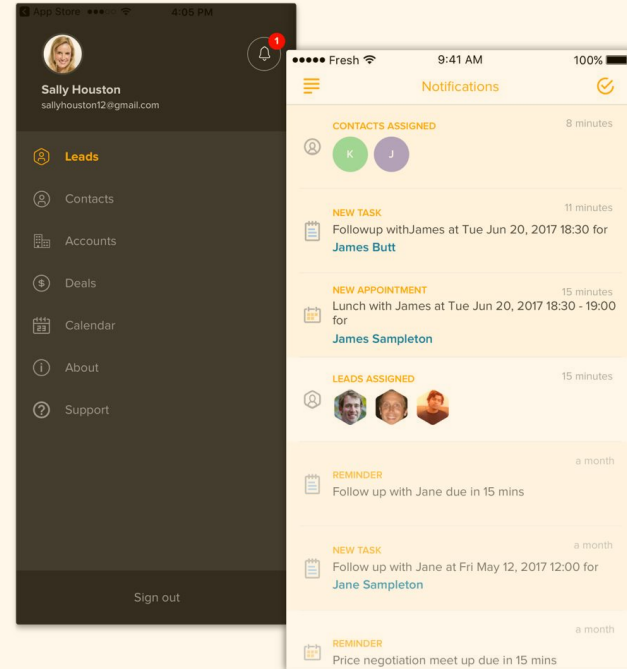 App Store
4:05 PM
1
Sally Houston
sallyhouston12@gmail.com
Leads
Contacts
Accounts
Deals
23
Calendar
About
Support
Sign out
Fresh
9:41 AM
100%
Notifications
CONTACTS ASSIGNED
8 minutes
K
J
NEW TASK
11 minutes
Followup withJames at Tue Jun 20, 2017 18:30 for
James Butt
NEW APPOINTMENT
15 minutes
Lunch with James at Tue Jun 20, 2017 18:30 - 19:00
for
James Sampleton
LEADS ASSIGNED
15 minutes
a month
REMINDER
Follow up with Jane due in 15 mins
NEW TASK
a month
Follow up with Jane at Fri May 12, 2017 12:00 for
Jane Sampleton
a month
REMINDER
Price negotiation meet up due in 15 mins